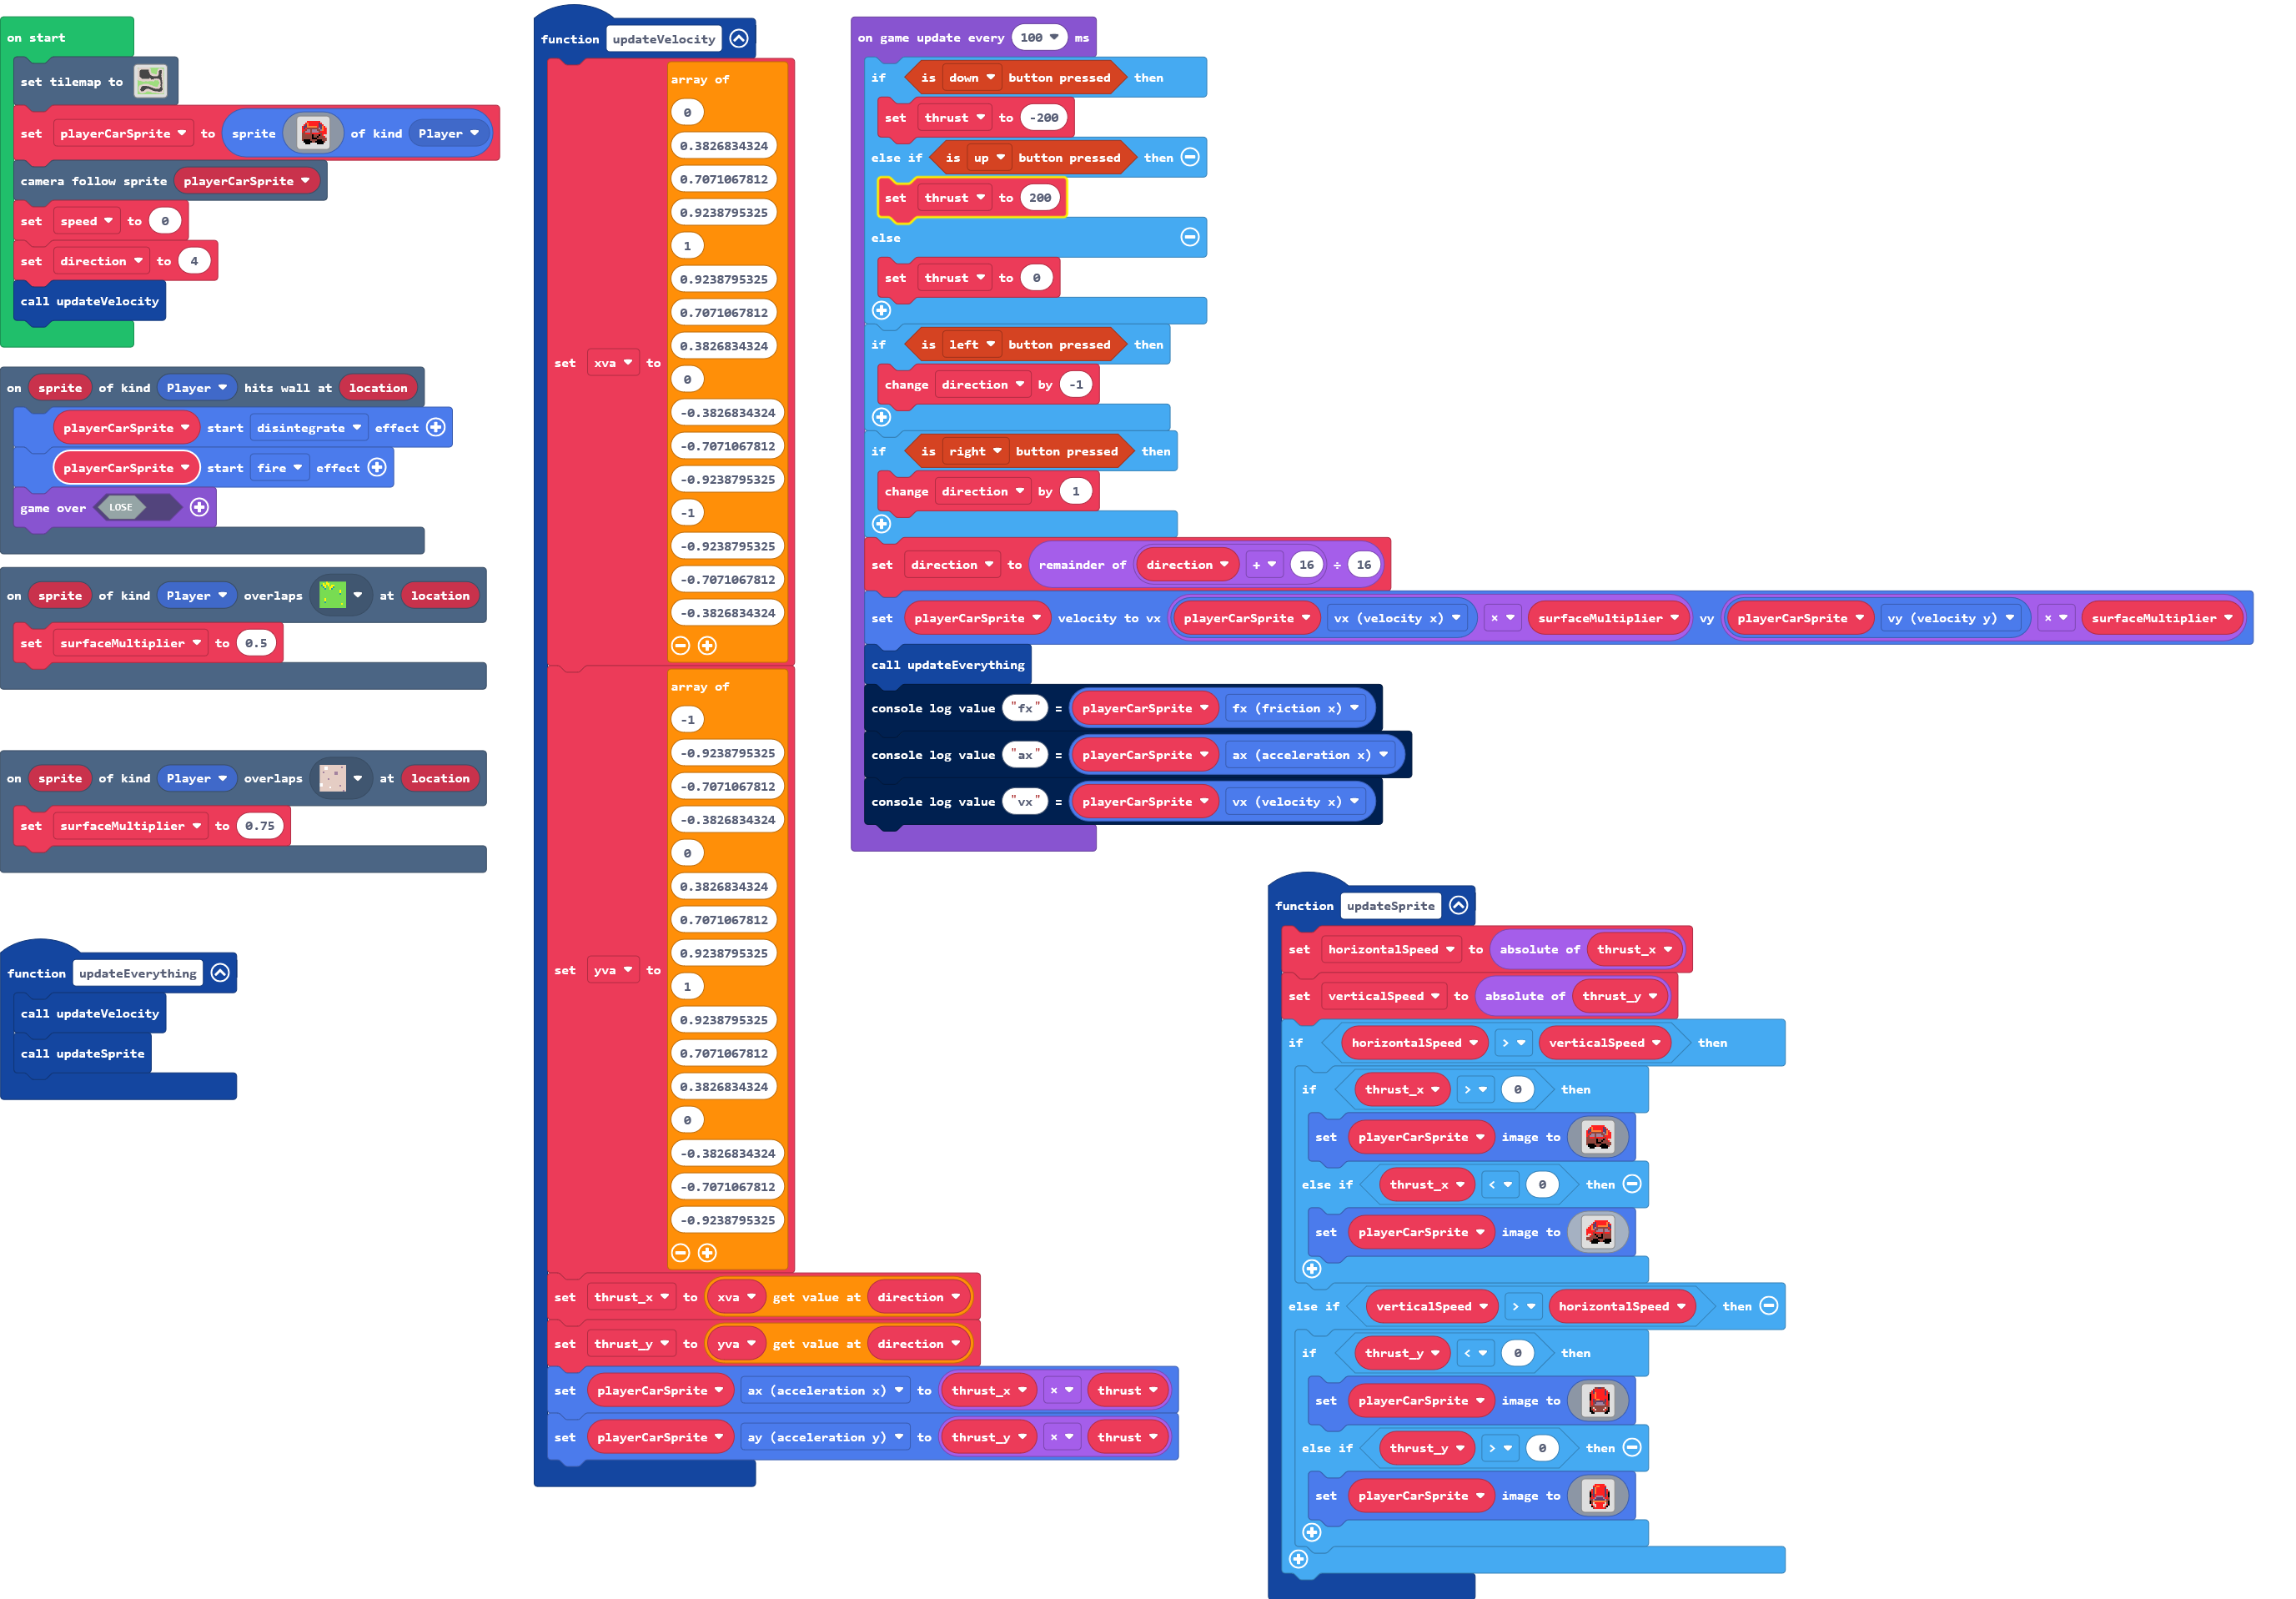 on start
set tilemap to
set playerCarSprite to sprite of kind Player
camera follow sprite playerCarSprite
set speed to 0
set direction to 4
call updateVelocity
on sprite of kind Player hits wall at location
playerCarSprite start disintegrate effect
playerCarSprite start fire effect
game over LOSE
on sprite of kind Player overlaps at location
set surfaceMultiplier to 0.5
on sprite of kind Player overlaps at location
set surfaceMultiplier to 0.75
function updateEverything
call updateVelocity
call updateSprite
function updateVelocity
set xva to array of
0
0.3826834324
0.7071067812
0.9238795325
1
0.9238795325
0.7071067812
0.3826834324
0
-0.3826834324
-0.7071067812
-0.9238795325
-1
-0.9238795325
-0.7071067812
-0.3826834324
set yva to array of
-1
-0.9238795325
-0.7071067812
-0.3826834324
0
0.3826834324
0.7071067812
0.9238795325
1
0.9238795325
0.7071067812
0.3826834324
0
-0.3826834324
-0.7071067812
-0.9238795325
set thrust_x to xva get value at direction
set thrust_y to yva get value at direction
set playerCarSprite ax (acceleration x) to thrust_x × thrust
set playerCarSprite ay (acceleration y) to thrust_y × thrust
on game update every 100 ms
if is down button pressed then
set thrust to -200
else if is up button pressed then
set thrust to 200
else
set thrust to 0
if is left button pressed then
change direction by -1
if is right button pressed then
change direction by 1
set direction to remainder of direction + 16 ÷ 16
set playerCarSprite velocity to vx playerCarSprite vx (velocity x) × surfaceMultiplier vy playerCarSprite vy (velocity y) × surfaceMultiplier
call updateEverything
console log value "fx" = playerCarSprite fx (friction x)
console log value "ax" = playerCarSprite ax (acceleration x)
console log value "vx" = playerCarSprite vx (velocity x)
function updateSprite
set horizontalSpeed to absolute of thrust_x
set verticalSpeed to absolute of thrust_y
if horizontalSpeed > verticalSpeed then
if thrust_x > 0 then
set playerCarSprite image to
else if thrust_x < 0 then
set playerCarSprite image to
else if verticalSpeed > horizontalSpeed then
if thrust_y < 0 then
set playerCarSprite image to
else if thrust_y > 0 then
set playerCarSprite image to